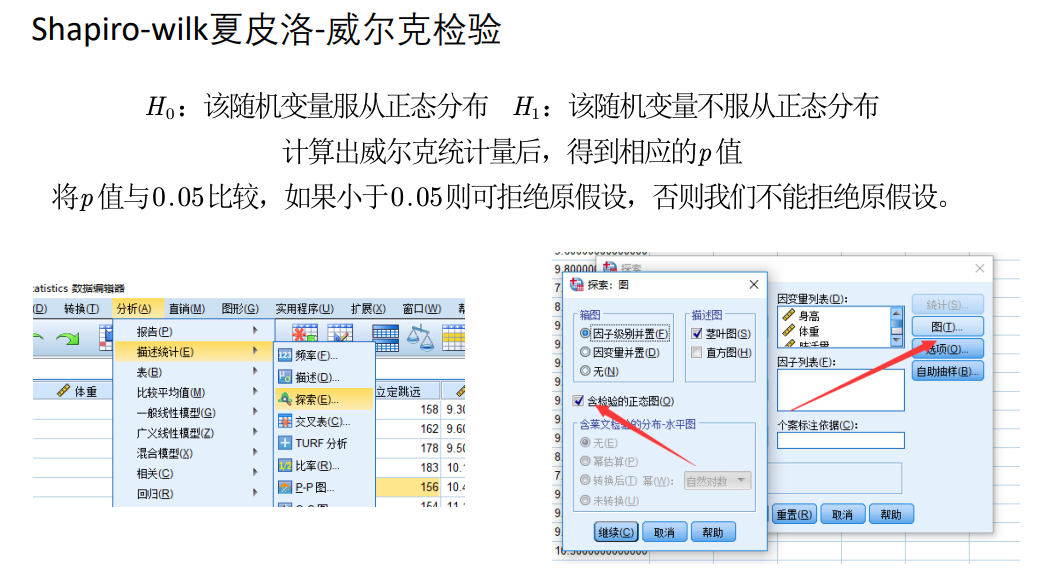 Shapiro-wilk夏皮洛-威尔克检验
H₀：该随机变量服从正态分布 H₁：该随机变量不服从正态分布
计算出威尔克统计量后，得到相应的p值
将p值与0.05比较，如果小于0.05则可拒绝原假设，否则我们不能拒绝原假设。
tatistics 数据编辑器
(D) 转换(T) 分析(A) 直销(M) 图形(G) 实用程序(U) 扩展(X) 窗口(W)
报告(P)
描述统计(E)
表(B)
比较平均值(M)
一般线性模型(G)
广义线性模型(Z)
混合模型(X)
相关(C)
回归(R)
频率(F)...
描述(D)...
探索(E)...
交叉表(C)...
TURF 分析
比率(R)...
P-P 图...
体重
立定跳远
158 9.30
162 9.60
178 9.50
183 10.
156 10.4
探索
探索：图
箱图
因子级别并置(F)
因变量并置(D)
无(N)
描述图
茎叶图(S)
直方图(H)
含检验的正态图(O)
含莱文检验的分布-水平图
无(E)
幂估算(P)
转换后(T) 幂(W)： 自然对数
未转换(U)
继续(C) 取消 帮助
因变量列表(D):
身高
体重
因子列表(F):
个案标注依据(C):
统计(S)...
图(T)...
选项(O)...
自助抽样(B)...
重置(R) 取消 帮助